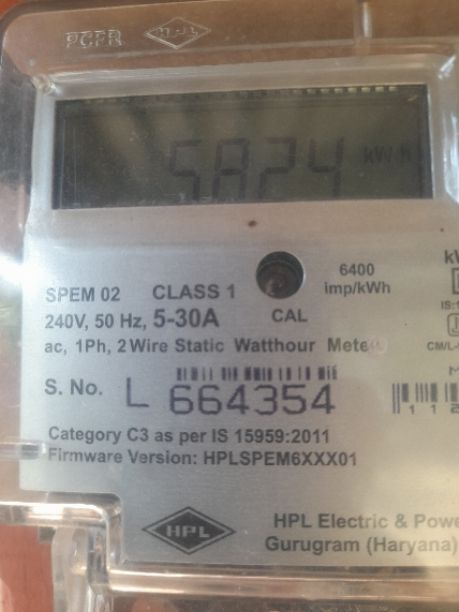 HPL
5824 kWh
6400
imp/kWh
SPEM 02 CLASS 1
240V, 50 Hz, 5-30A CAL
ac, 1Ph, 2 Wire Static Watthour Meter
S. No. L 664354
Category C3 as per IS 15959:2011
Firmware Version: HPLSPEM6XXX01
HPL
HPL Electric &
Gurugram (Haryana)